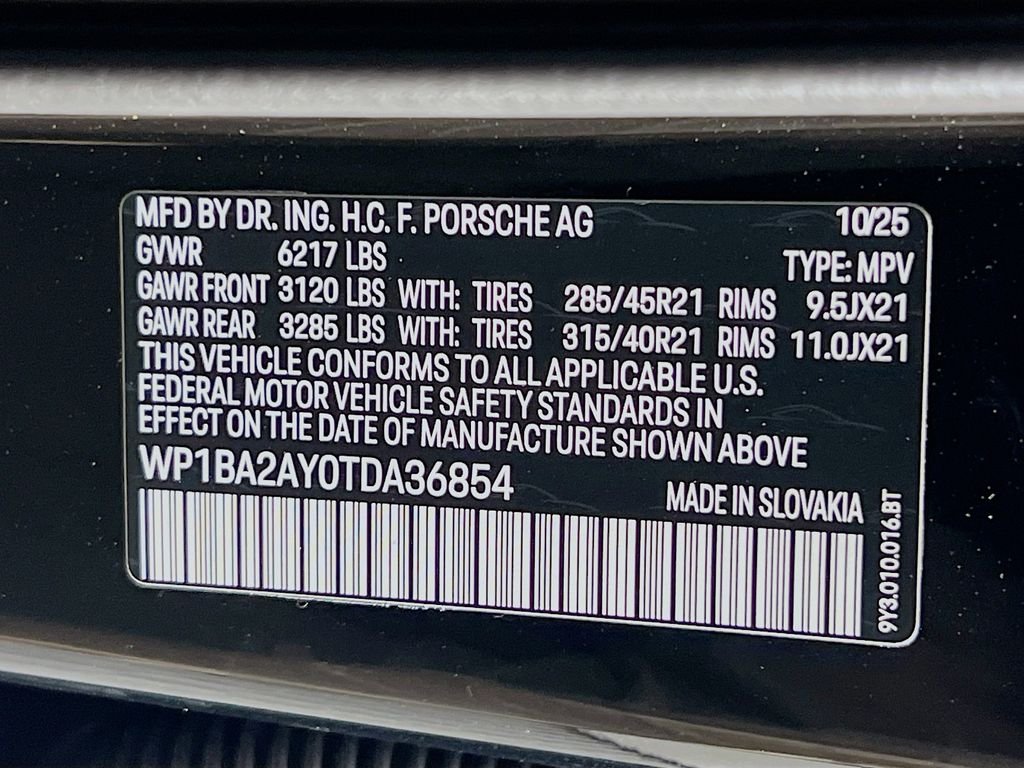 MFD BY DR. ING. H.C. F. PORSCHE AG 10/25
GVWR 6217 LBS TYPE: MPV
GAWR FRONT 3120 LBS WITH: TIRES 285/45R21 RIMS 9.5JX21
GAWR REAR 3285 LBS WITH: TIRES 315/40R21 RIMS 11.0JX21
THIS VEHICLE CONFORMS TO ALL APPLICABLE U.S.
FEDERAL MOTOR VEHICLE SAFETY STANDARDS IN
EFFECT ON THE DATE OF MANUFACTURE SHOWN ABOVE
WP1BA2AY0TDA36854
MADE IN SLOVAKIA
9Y3.010.016.BT